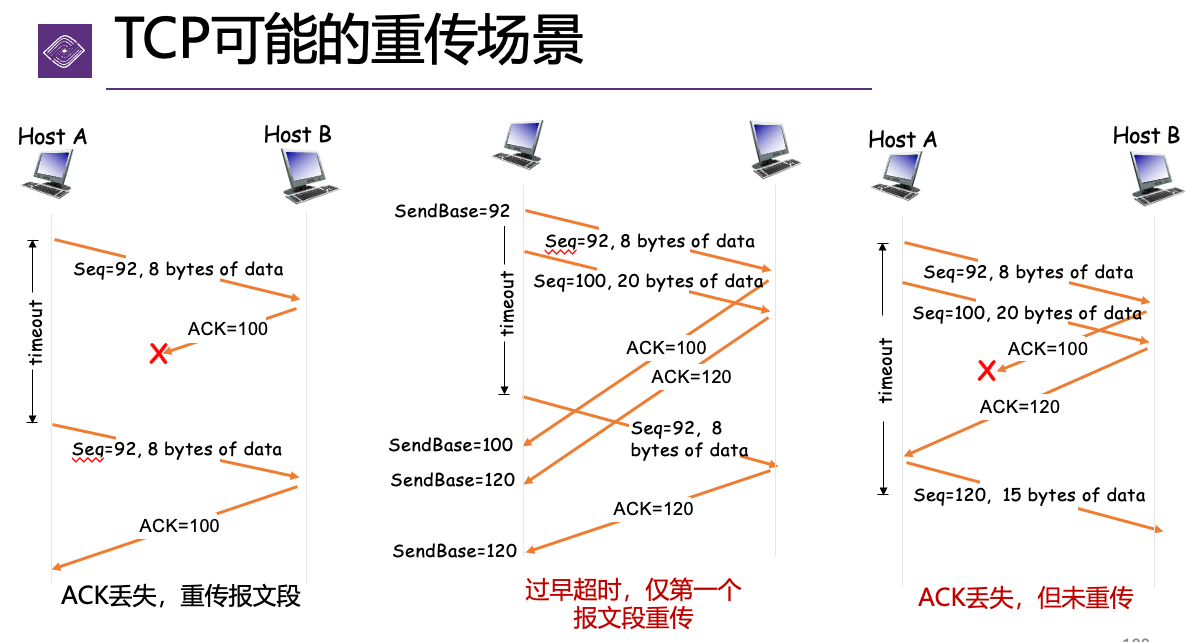 TCP可能的重传场景
Host A
Host B
timeout
Seq=92, 8 bytes of data
ACK=100
Seq=92, 8 bytes of data
ACK=100
ACK丢失，重传报文段
SendBase=92
timeout
Seq=92, 8 bytes of data
Seq=100, 20 bytes of data
ACK=100
ACK=120
Seq=92, 8
bytes of data
SendBase=100
SendBase=120
ACK=120
SendBase=120
过早超时，仅第一个
报文段重传
Host A
Host B
timeout
Seq=92, 8 bytes of data
Seq=100, 20 bytes of data
ACK=100
ACK=120
Seq=120, 15 bytes of data
ACK丢失，但未重传